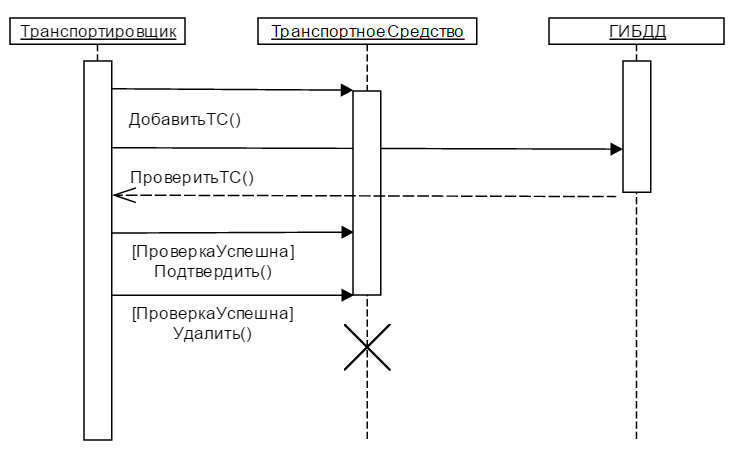 Транспортировщик
ТранспортноеСредство
ГИБДД
ДобавитьТС()
ПроверитьТС()
[ПроверкаУспешна]
Подтвердить()
[ПроверкаУспешна]
Удалить()